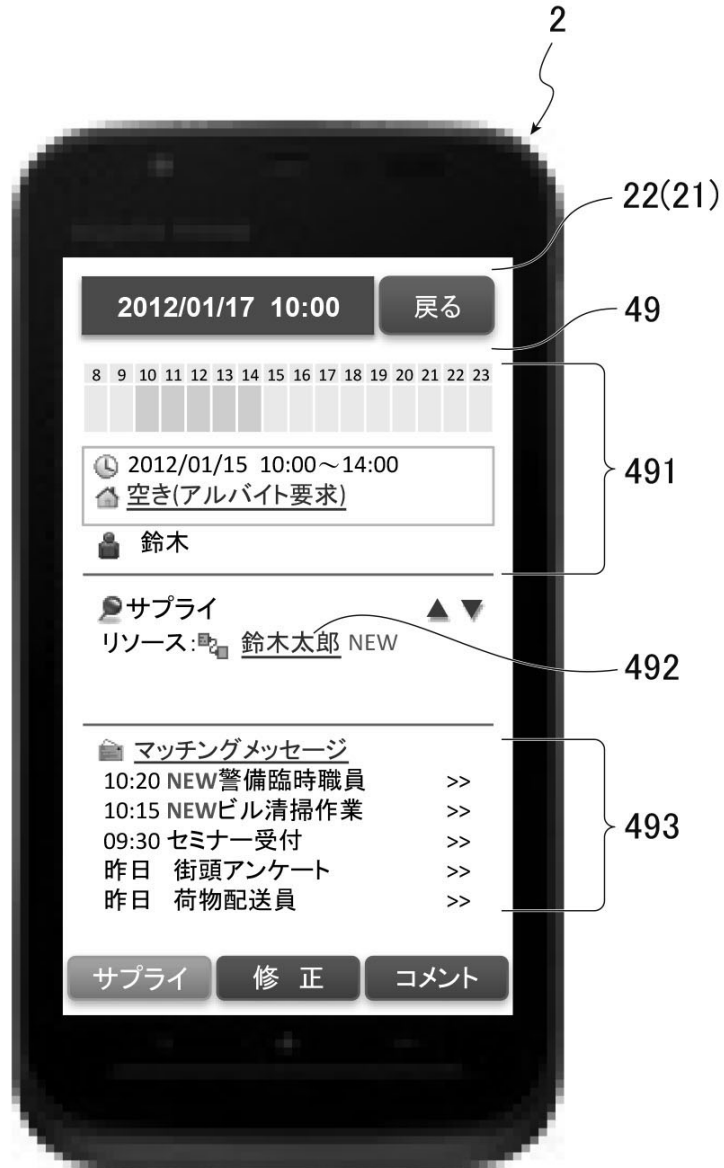 2
22(21)
2012/01/17 10:00 戻る
49
8 9 10 11 12 13 14 15 16 17 18 19 20 21 22 23
2012/01/15 10:00～14:00
空き(アルバイト要求)
491
鈴木
サプライ ▲ ▼
リソース: 鈴木太郎 NEW
492
マッチングメッセージ
10:20 NEW警備臨時職員 >>
10:15 NEWビル清掃作業 >>
09:30 セミナー受付 >>
493
昨日 街頭アンケート >>
昨日 荷物配送員 >>
サプライ 修 正 コメント